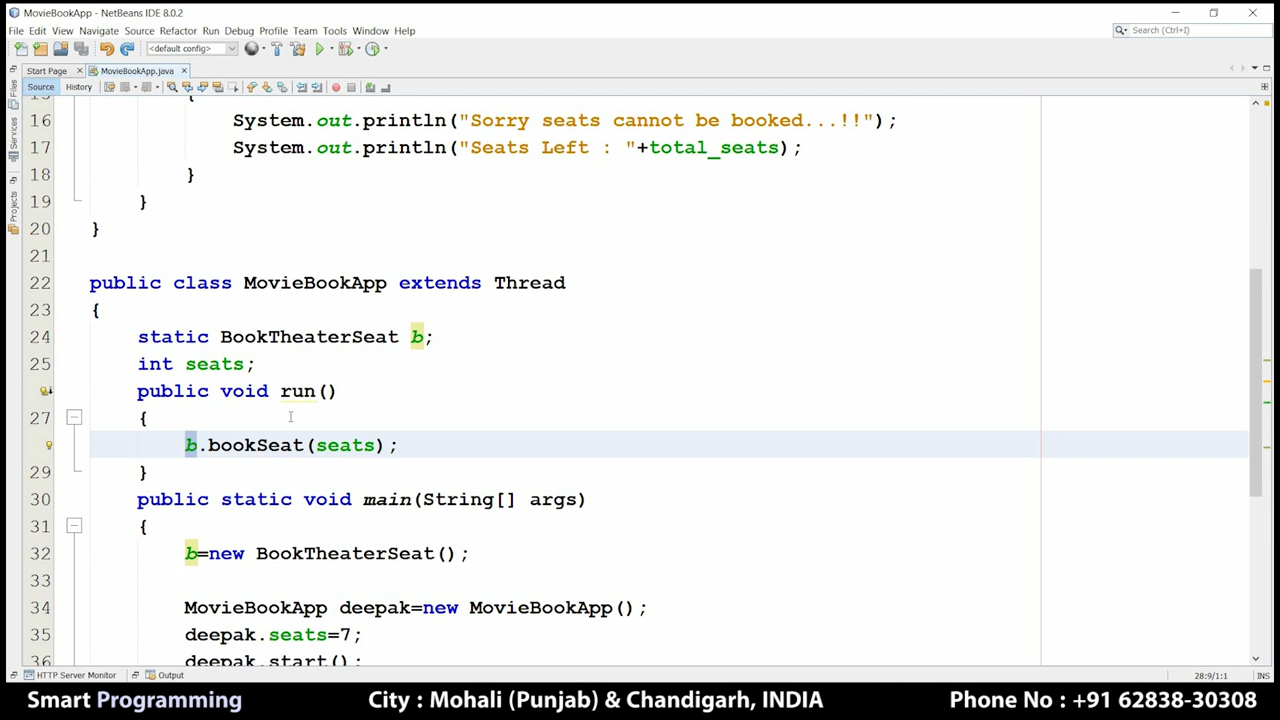 MovieBookApp - NetBeans IDE 8.0.2
File Edit View Navigate Source Refactor Run Debug Profile Team Tools Window Help
Search (Ctrl+I)
<default config>
Start Page
MovieBookApp.java
Source History
Files
Services
Projects
16 System.out.println("Sorry seats cannot be booked...!!");
17 System.out.println("Seats Left : "+total_seats);
18 }
19 }
20 }
21
22 public class MovieBookApp extends Thread
23 {
24 static BookTheaterSeat b;
25 int seats;
public void run()
27 {
b.bookSeat(seats);
29 }
30 public static void main(String[] args)
31 {
32 b=new BookTheaterSeat();
33
34 MovieBookApp deepak=new MovieBookApp();
35 deepak.seats=7;
36 deepak.start();
HTTP Server Monitor Output
28:9/1:1 INS
Smart Programming City : Mohali (Punjab) & Chandigarh, INDIA Phone No : +91 62838-30308